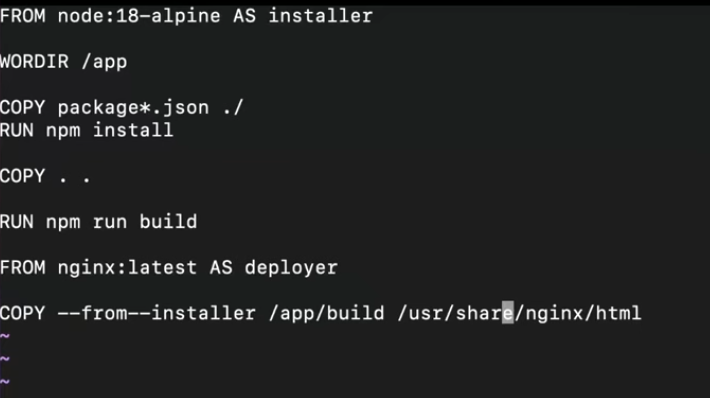 FROM node:18-alpine AS installer
WORDIR /app
COPY package*.json ./
RUN npm install
COPY . .
RUN npm run build
FROM nginx:latest AS deployer
COPY --from--installer /app/build /usr/share/nginx/html
~
~
~